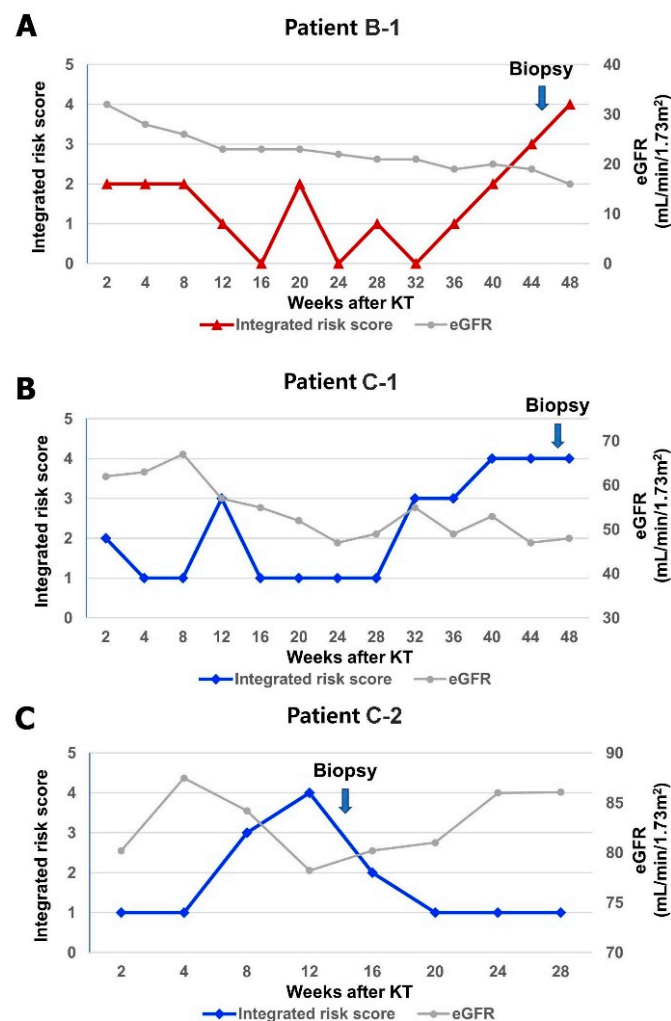 A
Patient B-1
5
4
3
2
1
0
Integrated risk score
2 4 8 12 16 20 24 28 32 36 40 44 48
Weeks after KT
40
30
20
10
0
eGFR
(mL/min/1.73m²)
Biopsy
Integrated risk score eGFR
B
Patient C-1
5
4
3
2
1
0
Integrated risk score
2 4 8 12 16 20 24 28 32 36 40 44 48
Weeks after KT
70
60
50
40
30
eGFR
(mL/min/1.73m²)
Biopsy
Integrated risk score eGFR
C
Patient C-2
5
4
3
2
1
0
Integrated risk score
2 4 8 12 16 20 24 28
Weeks after KT
90
85
80
75
70
eGFR
(mL/min/1.73m²)
Biopsy
Integrated risk score eGFR